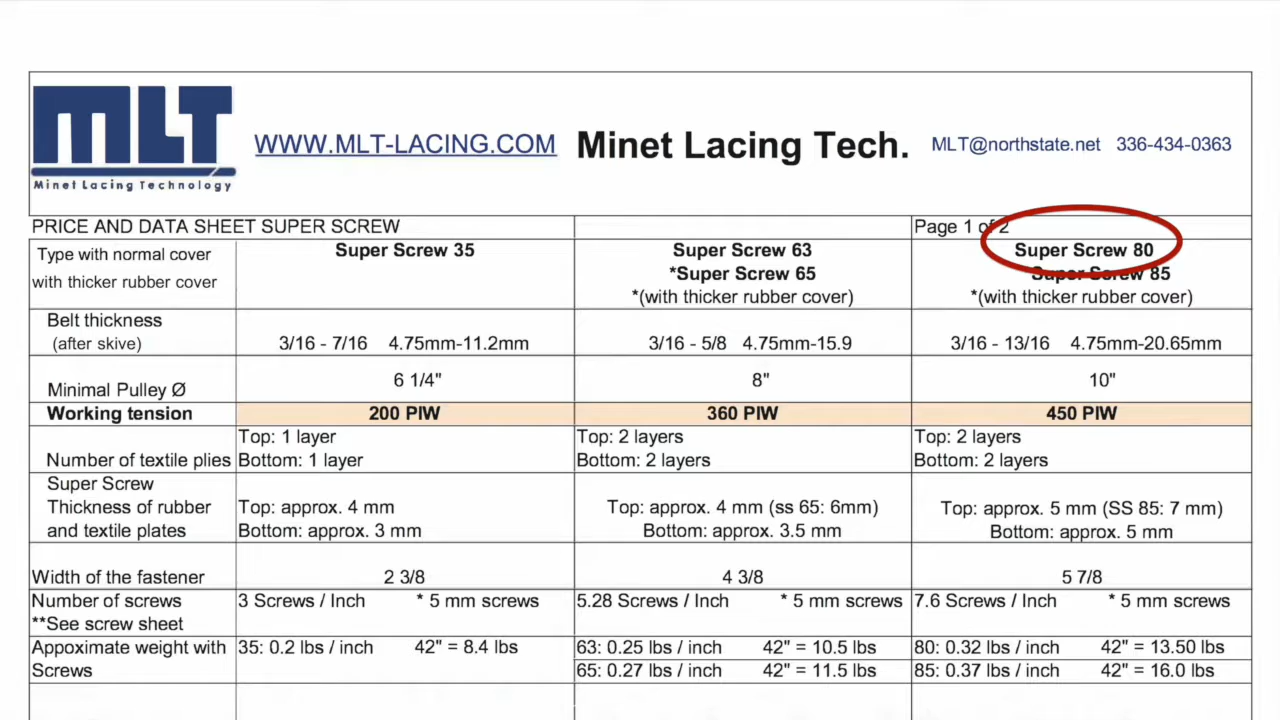 MLT
Minet Lacing Technology
WWW.MLT-LACING.COM Minet Lacing Tech. MLT@northstate.net 336-434-0363
PRICE AND DATA SHEET SUPER SCREW Page 1 of 2
Type with normal cover Super Screw 35 Super Screw 63 Super Screw 80
with thicker rubber cover *Super Screw 65 Super Screw 85
*(with thicker rubber cover) *(with thicker rubber cover)
Belt thickness
(after skive) 3/16 - 7/16 4.75mm-11.2mm 3/16 - 5/8 4.75mm-15.9 3/16 - 13/16 4.75mm-20.65mm
Minimal Pulley Ø 6 1/4" 8" 10"
Working tension 200 PIW 360 PIW 450 PIW
Top: 1 layer Top: 2 layers Top: 2 layers
Number of textile plies Bottom: 1 layer Bottom: 2 layers Bottom: 2 layers
Super Screw
Thickness of rubber Top: approx. 4 mm Top: approx. 4 mm (ss 65: 6mm) Top: approx. 5 mm (SS 85: 7 mm)
and textile plates Bottom: approx. 3 mm Bottom: approx. 3.5 mm Bottom: approx. 5 mm
Width of the fastener 2 3/8 4 3/8 5 7/8
Number of screws 3 Screws / Inch * 5 mm screws 5.28 Screws / Inch * 5 mm screws 7.6 Screws / Inch * 5 mm screws
**See screw sheet
Appoximate weight with 35: 0.2 lbs / inch 42" = 8.4 lbs 63: 0.25 lbs / inch 42" = 10.5 lbs 80: 0.32 lbs / inch 42" = 13.50 lbs
Screws 65: 0.27 lbs / inch 42" = 11.5 lbs 85: 0.37 lbs / inch 42" = 16.0 lbs